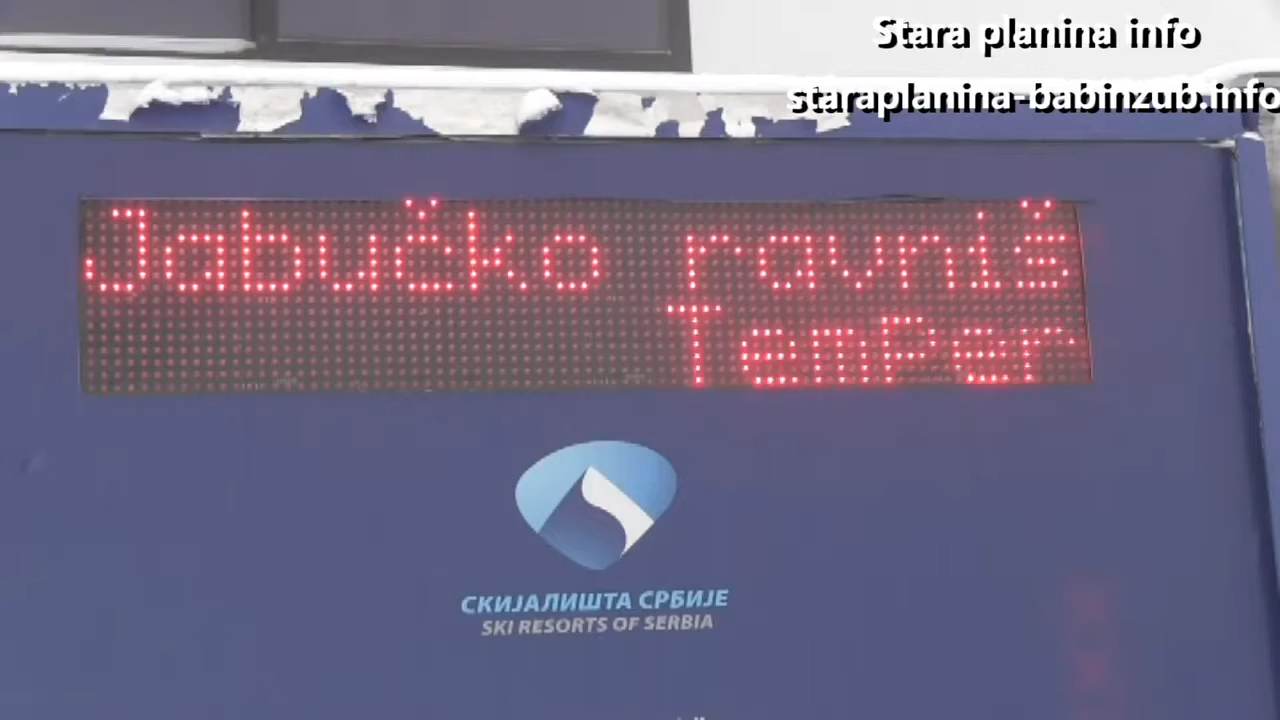 Stara planina info
staraplanina-babinzub.info
Jabučko ravniš
TemPer
СКИЈАЛИШТА СРБИЈЕ
SKI RESORTS OF SERBIA